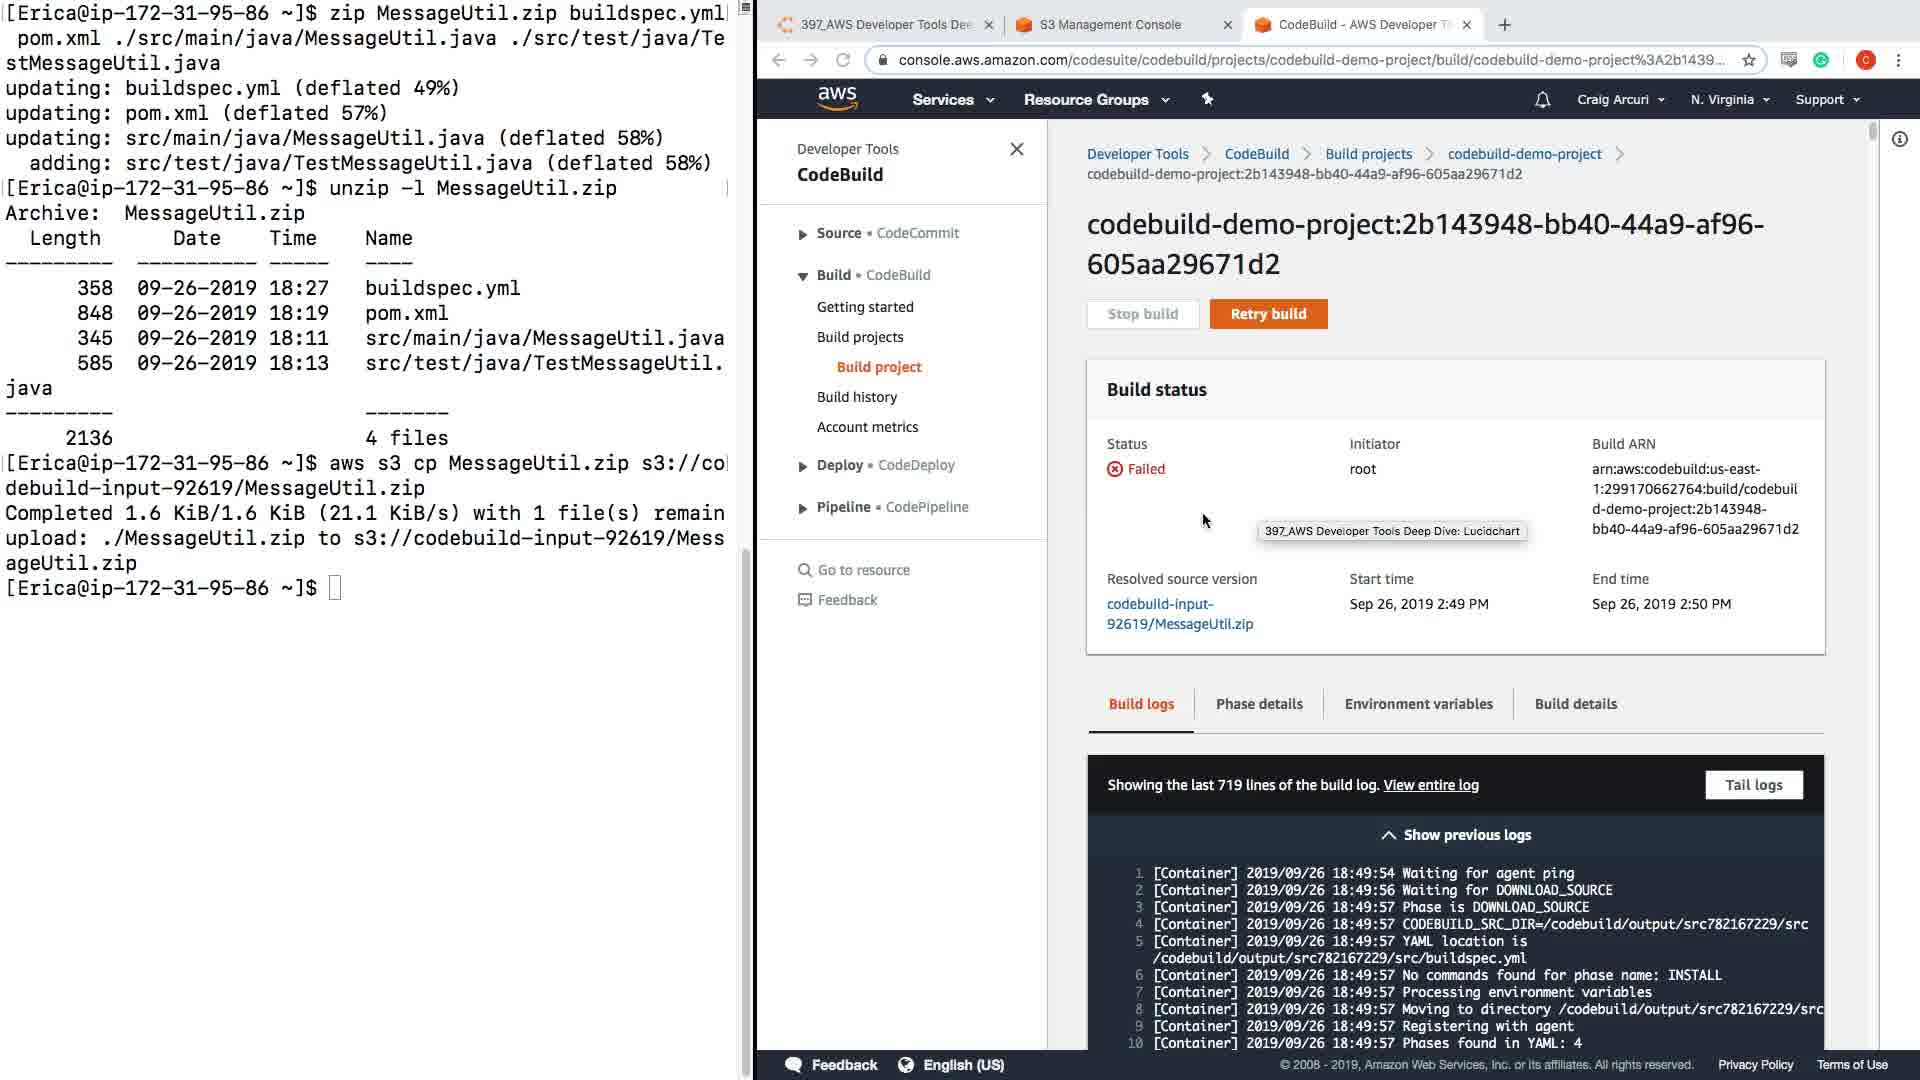 [Erica@ip-172-31-95-86 ~]$ zip MessageUtil.zip buildspec.yml
pom.xml ./src/main/java/MessageUtil.java ./src/test/java/Te
stMessageUtil.java
updating: buildspec.yml (deflated 49%)
updating: pom.xml (deflated 57%)
updating: src/main/java/MessageUtil.java (deflated 58%)
adding: src/test/java/TestMessageUtil.java (deflated 58%)
[Erica@ip-172-31-95-86 ~]$ unzip -l MessageUtil.zip
Archive:  MessageUtil.zip
Length Date Time Name
--------- ---------- ----- ----
358 09-26-2019 18:27 buildspec.yml
848 09-26-2019 18:19 pom.xml
345 09-26-2019 18:11 src/main/java/MessageUtil.java
585 09-26-2019 18:13 src/test/java/TestMessageUtil.
java
--------- -------
2136 4 files
[Erica@ip-172-31-95-86 ~]$ aws s3 cp MessageUtil.zip s3://co
debuild-input-92619/MessageUtil.zip
Completed 1.6 KiB/1.6 KiB (21.1 KiB/s) with 1 file(s) remain
upload: ./MessageUtil.zip to s3://codebuild-input-92619/Mess
ageUtil.zip
[Erica@ip-172-31-95-86 ~]$
397_AWS Developer Tools Dee
S3 Management Console
CodeBuild - AWS Developer To
console.aws.amazon.com/codesuite/codebuild/projects/codebuild-demo-project/build/codebuild-demo-project%3A2b1439...
C
aws
Services
Resource Groups
Craig Arcuri
N. Virginia
Support
Developer Tools
CodeBuild
Source • CodeCommit
Build • CodeBuild
Getting started
Build projects
Build project
Build history
Account metrics
Deploy • CodeDeploy
Pipeline • CodePipeline
Go to resource
Feedback
Developer Tools > CodeBuild > Build projects > codebuild-demo-project >
codebuild-demo-project:2b143948-bb40-44a9-af96-605aa29671d2
codebuild-demo-project:2b143948-bb40-44a9-af96-
605aa29671d2
Stop build
Retry build
Build status
Status
Failed
Initiator
root
Build ARN
arn:aws:codebuild:us-east-
1:299170662764:build/codebuil
d-demo-project:2b143948-
bb40-44a9-af96-605aa29671d2
397_AWS Developer Tools Deep Dive: Lucidchart
Resolved source version
codebuild-input-
92619/MessageUtil.zip
Start time
Sep 26, 2019 2:49 PM
End time
Sep 26, 2019 2:50 PM
Build logs
Phase details
Environment variables
Build details
Showing the last 719 lines of the build log. View entire log
Tail logs
Show previous logs
1 [Container] 2019/09/26 18:49:54 Waiting for agent ping
2 [Container] 2019/09/26 18:49:56 Waiting for DOWNLOAD_SOURCE
3 [Container] 2019/09/26 18:49:57 Phase is DOWNLOAD_SOURCE
4 [Container] 2019/09/26 18:49:57 CODEBUILD_SRC_DIR=/codebuild/output/src782167229/src
5 [Container] 2019/09/26 18:49:57 YAML location is
/codebuild/output/src782167229/src/buildspec.yml
6 [Container] 2019/09/26 18:49:57 No commands found for phase name: INSTALL
7 [Container] 2019/09/26 18:49:57 Processing environment variables
8 [Container] 2019/09/26 18:49:57 Moving to directory /codebuild/output/src782167229/src
9 [Container] 2019/09/26 18:49:57 Registering with agent
10 [Container] 2019/09/26 18:49:57 Phases found in YAML: 4
Feedback
English (US)
© 2008 - 2019, Amazon Web Services, Inc. or its affiliates. All rights reserved.
Privacy Policy
Terms of Use